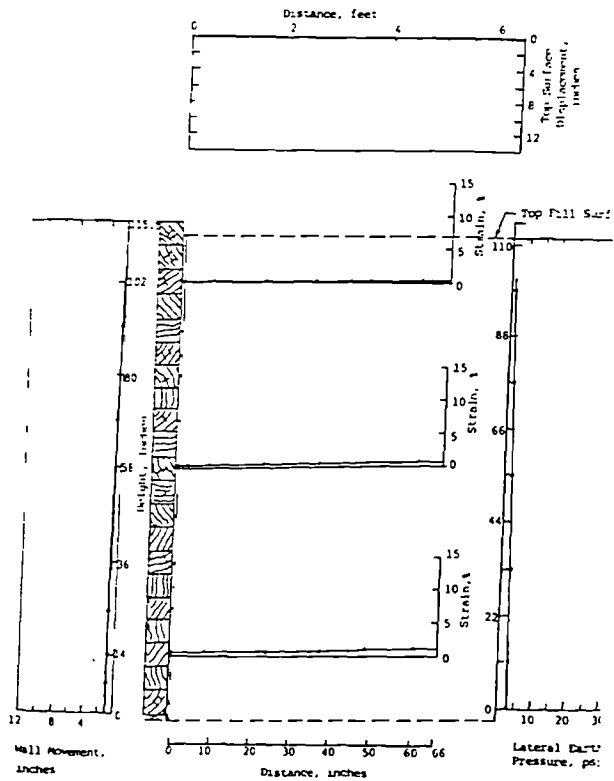 Distance, feet
0 2 4 6
0
4
8
12
Top Surface
Displacement,
inches
15
10
5
0
Strain, %
Top Fill Surf
110
88
66
44
22
0
102
80
58
36
14
0
Height, Inches
15
10
5
0
Strain, %
15
10
5
0
Strain, %
12 8 4
0 10 20 30 40 50 60 66
10 20 30
Wall Movement,
inches
Distance, inches
Lateral Earth
Pressure, psi